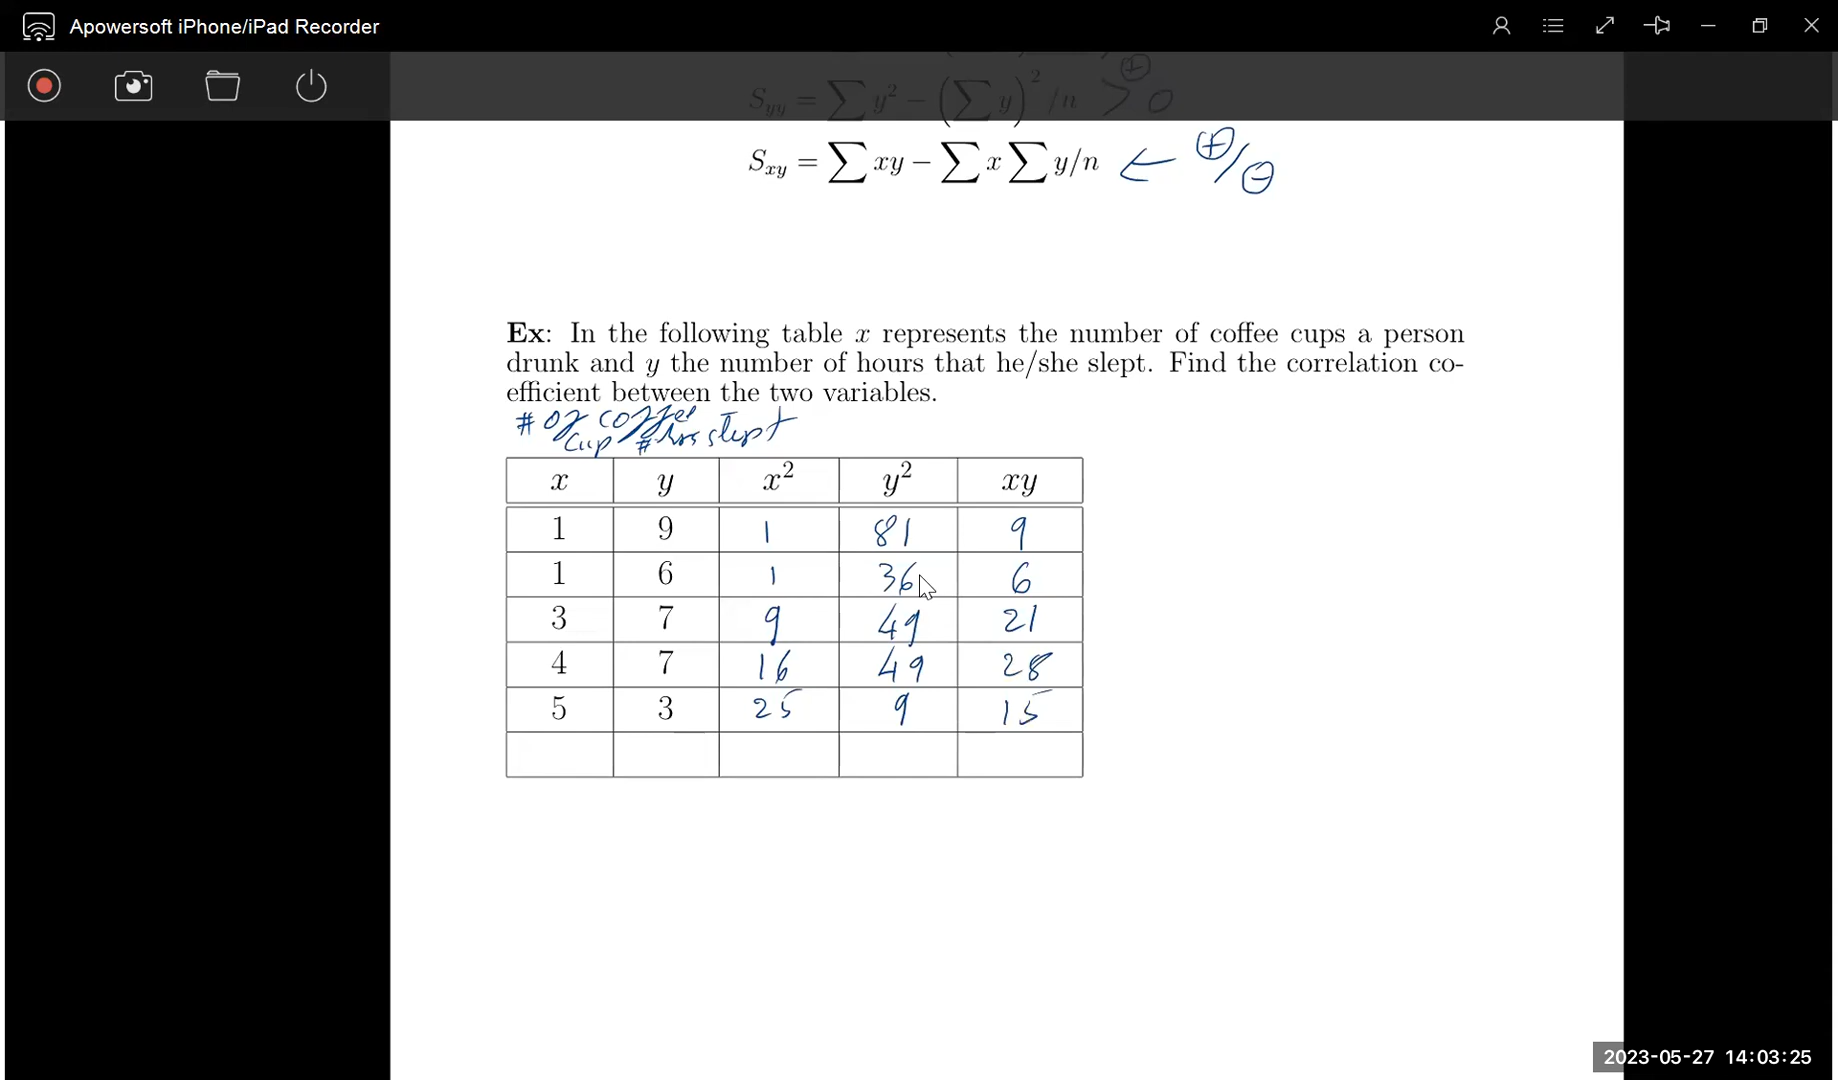 Apowersoft iPhone/iPad Recorder
S_yy = ∑ y² − (∑ y)² /n > 0 ⊕
S_xy = ∑ xy − ∑ x ∑ y/n ← ⊕/⊖
Ex: In the following table x represents the number of coffee cups a person
drunk and y the number of hours that he/she slept. Find the correlation co-
efficient between the two variables.
# of coffee
cup # hrs slept
x y x² y² xy
1 9 1 81 9
1 6 1 36 6
3 7 9 49 21
4 7 16 49 28
5 3 25 9 15
2023-05-27 14:03:25